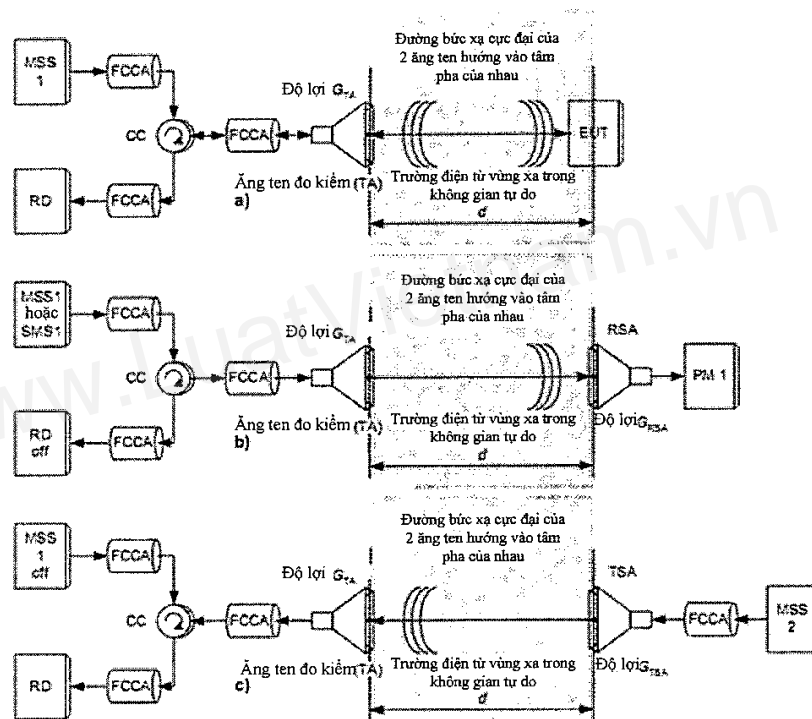 MSS
1
FCCA
CC
FCCA
RD
FCCA
Độ lợi G_TA
Ăng ten đo kiểm (TA)
a)
Đường bức xạ cực đại của
2 ăng ten hướng vào tâm
pha của nhau
EUT
Trường điện từ vùng xa trong
không gian tự do
d
MSS1
hoặc
SMS1
FCCA
CC
FCCA
RD
off
FCCA
Độ lợi G_TA
Ăng ten đo kiểm (TA)
b)
Đường bức xạ cực đại của
2 ăng ten hướng vào tâm
pha của nhau
RSA
PM 1
Trường điện từ vùng xa trong
không gian tự do
d
Độ lợi G_RSA
MSS
1
off
FCCA
CC
FCCA
RD
FCCA
Độ lợi G_TA
Ăng ten đo kiểm (TA)
c)
Đường bức xạ cực đại của
2 ăng ten hướng vào tâm
pha của nhau
TSA
FCCA
MSS
2
Trường điện từ vùng xa trong
không gian tự do
d
Độ lợi G_TSA
www.LuatVietnam.vn